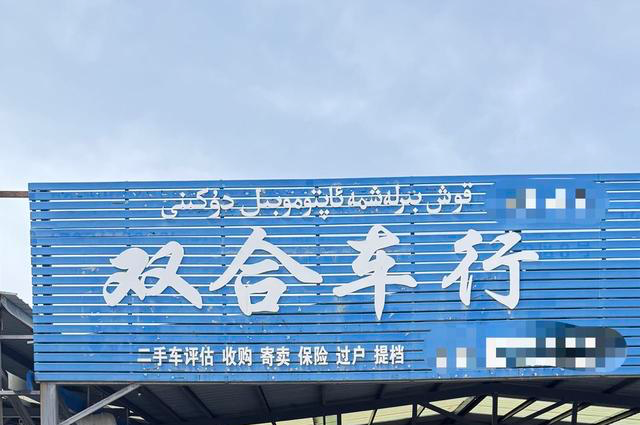 قوش بىرلەشمە ئاپتوموبىل دۇكىنى
双合车行
二手车评估 收购 寄卖 保险 过户 提档